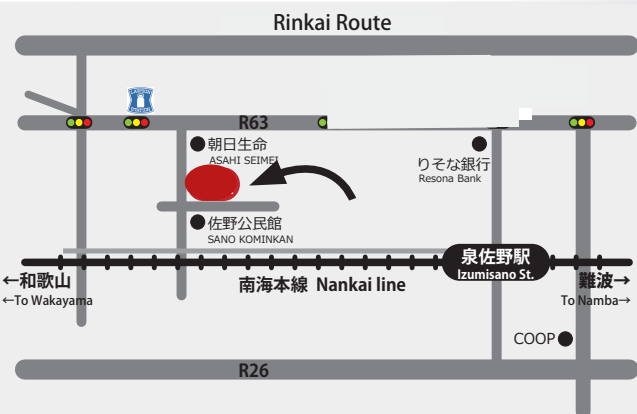 Rinkai Route
R63
朝日生命
ASAHI SEIMEI
りそな銀行
Resona Bank
佐野公民館
SANO KOMINKAN
泉佐野駅
Izumisano St.
←和歌山
←To Wakayama
南海本線 Nankai line
難波→
To Namba→
COOP
R26